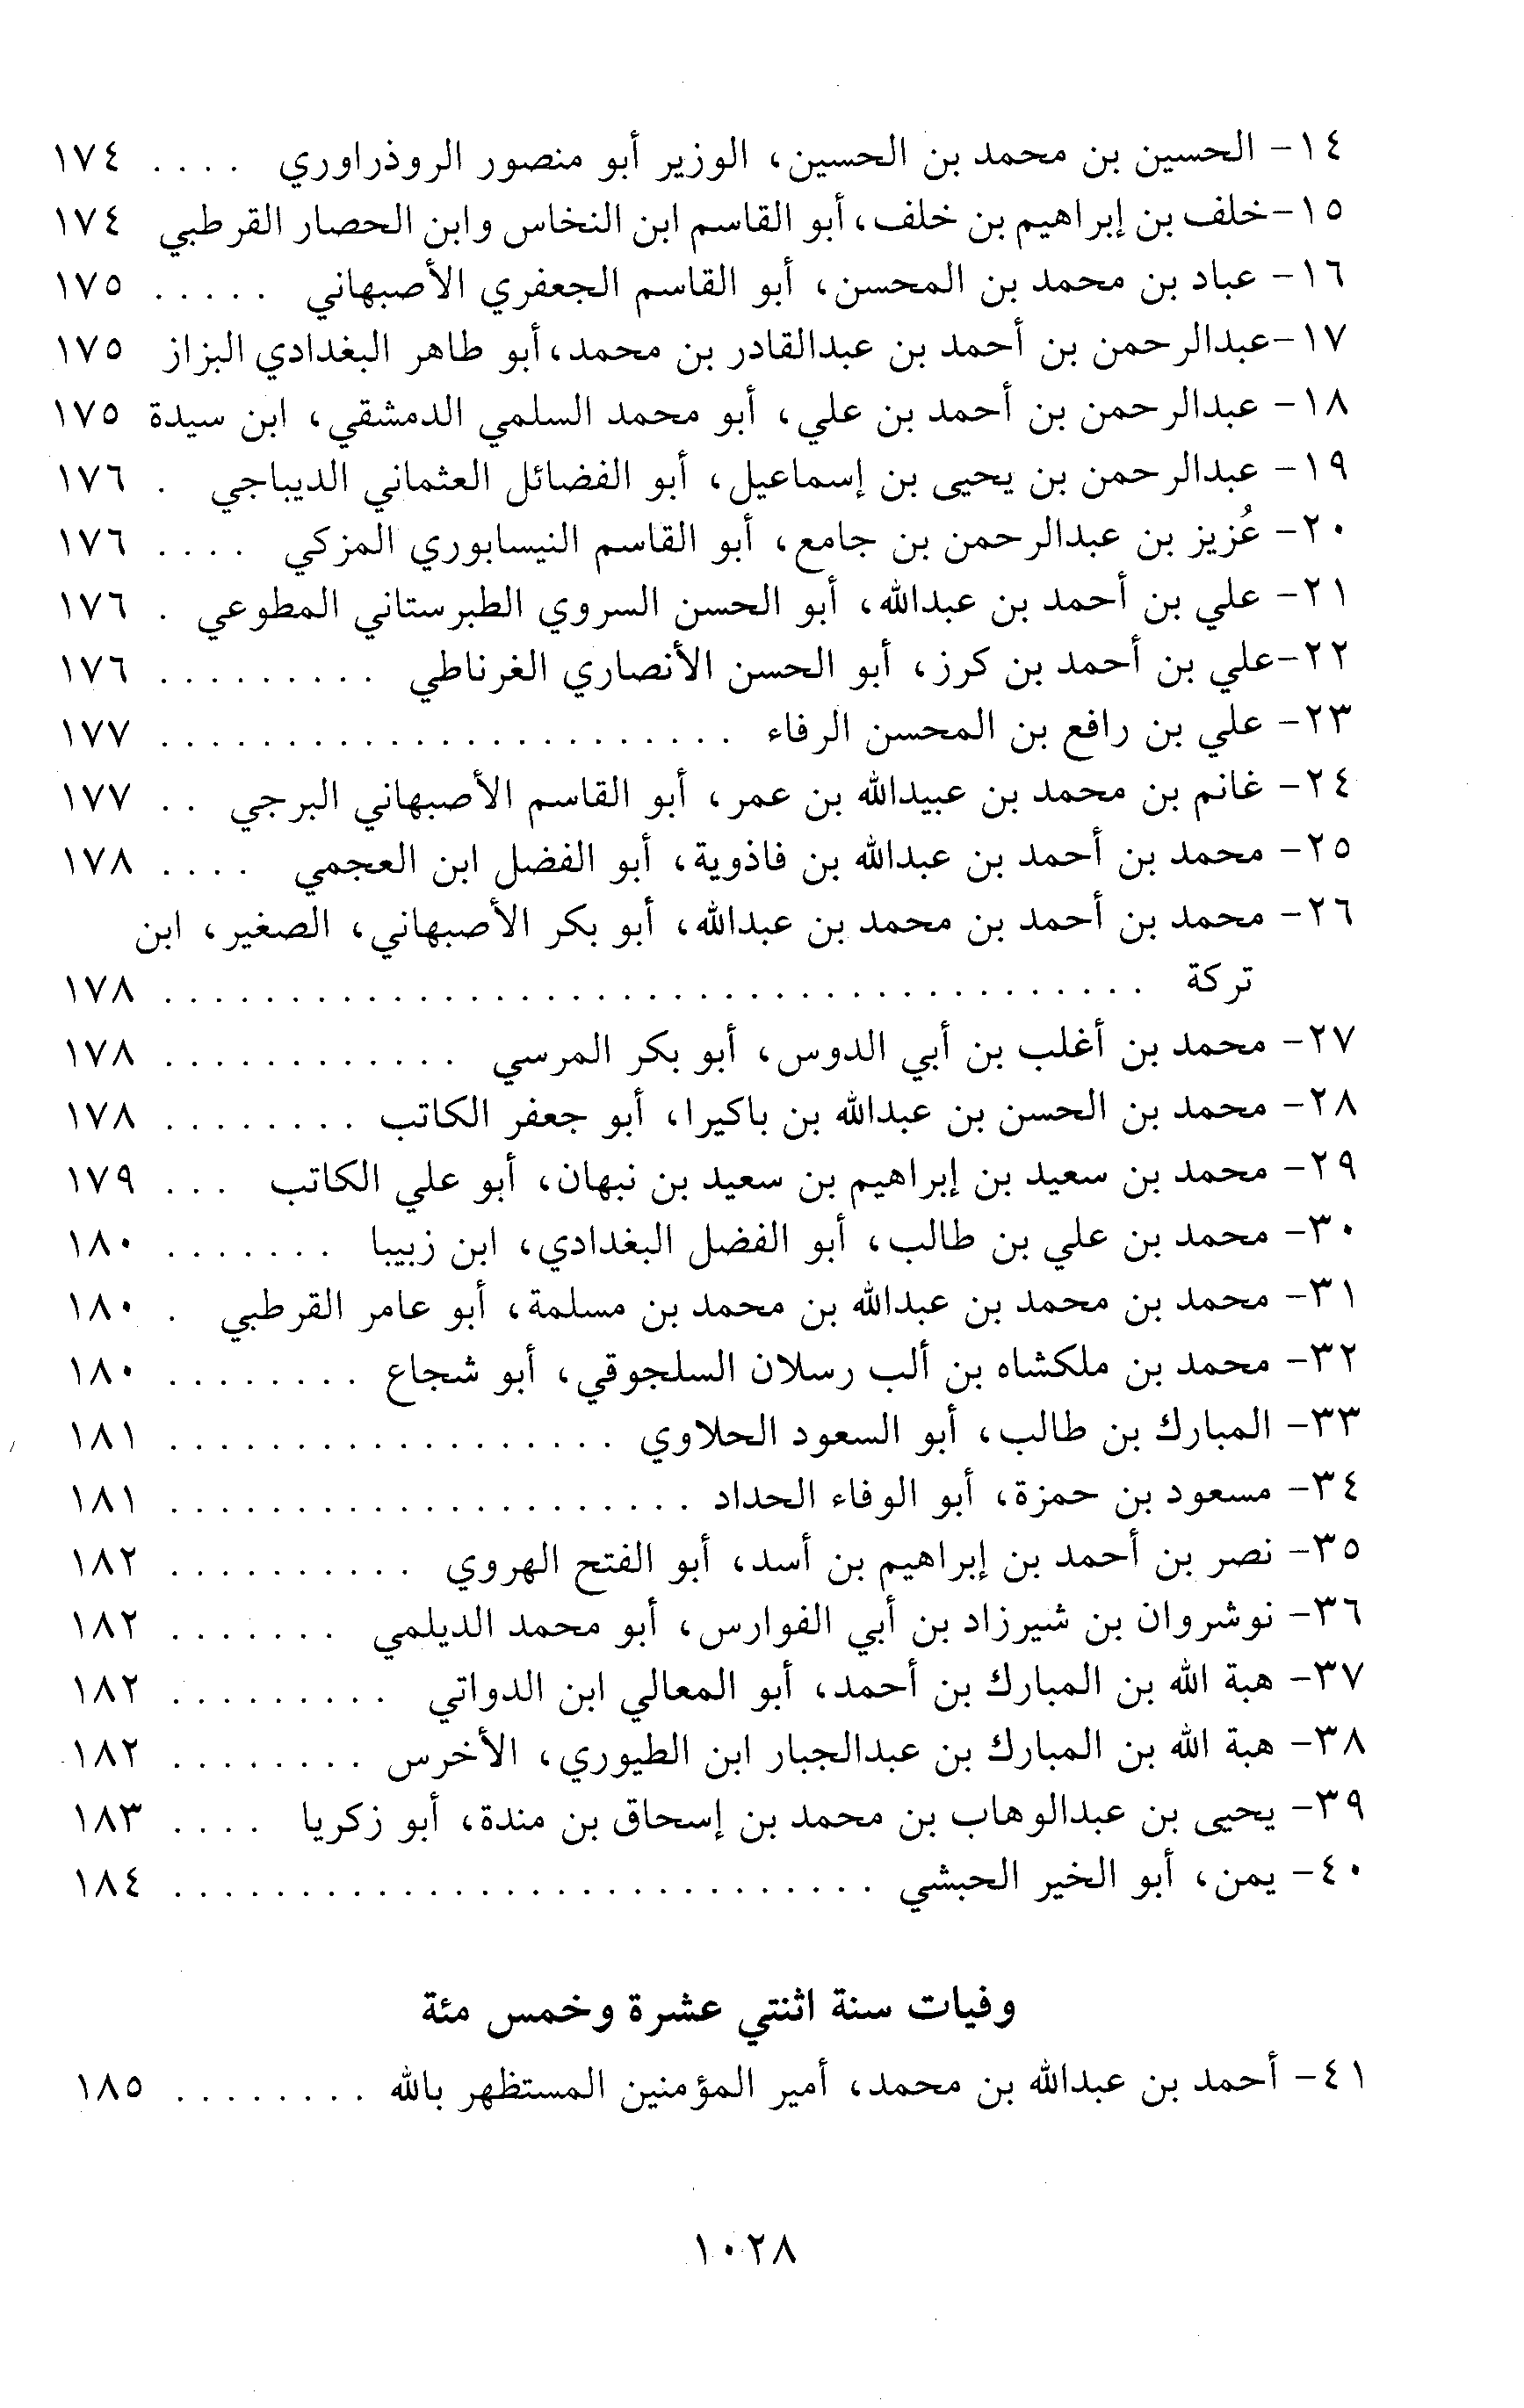 ١٤- الحسين بن محمد بن الحسين، الوزير أبو منصور الروذراوري . . . . ١٧٤
١٥-خلف بن إبراهيم بن خلف، أبو القاسم ابن النخاس وابن الحصار القرطبي ١٧٤
١٦- عباد بن محمد بن المحسن، أبو القاسم الجعفري الأصبهاني . . . . . ١٧٥
١٧-عبدالرحمن بن أحمد بن عبدالقادر بن محمد،أبو طاهر البغدادي البزاز ١٧٥
١٨- عبدالرحمن بن أحمد بن علي، أبو محمد السلمي الدمشقي، ابن سيدة ١٧٥
١٩- عبدالرحمن بن يحيى بن إسماعيل، أبو الفضائل العثماني الديباجي . ١٧٦
٢٠- عُزيز بن عبدالرحمن بن جامع، أبو القاسم النيسابوري المزكي . . . . ١٧٦
٢١- علي بن أحمد بن عبدالله، أبو الحسن السروي الطبرستاني المطوعي . ١٧٦
٢٢-علي بن أحمد بن كرز، أبو الحسن الأنصاري الغرناطي . . . . . . . . . ١٧٦
٢٣- علي بن رافع بن المحسن الرفاء . . . . . . . . . . . . . . . . . . . . . . . ١٧٧
٢٤- غانم بن محمد بن عبيدالله بن عمر، أبو القاسم الأصبهاني البرجي . . ١٧٧
٢٥- محمد بن أحمد بن عبدالله بن فاذوية، أبو الفضل ابن العجمي . . . . ١٧٨
٢٦- محمد بن أحمد بن محمد بن عبدالله، أبو بكر الأصبهاني، الصغير، ابن
تركة . . . . . . . . . . . . . . . . . . . . . . . . . . . . . . . . . . . . . . . ١٧٨
٢٧- محمد بن أغلب بن أبي الدوس، أبو بكر المرسي . . . . . . . . . . . . ١٧٨
٢٨- محمد بن الحسن بن عبدالله بن باكيرا، أبو جعفر الكاتب . . . . . . . . ١٧٨
٢٩- محمد بن سعيد بن إبراهيم بن سعيد بن نبهان، أبو علي الكاتب . . . ١٧٩
٣٠- محمد بن علي بن طالب، أبو الفضل البغدادي، ابن زبيبا . . . . . . . ١٨٠
٣١- محمد بن محمد بن عبدالله بن محمد بن مسلمة، أبو عامر القرطبي . ١٨٠
٣٢- محمد بن ملكشاه بن ألب رسلان السلجوقي، أبو شجاع . . . . . . . . ١٨٠
٣٣- المبارك بن طالب، أبو السعود الحلاوي . . . . . . . . . . . . . . . . . . ١٨١
٣٤- مسعود بن حمزة، أبو الوفاء الحداد . . . . . . . . . . . . . . . . . . . . . ١٨١
٣٥- نصر بن أحمد بن إبراهيم بن أسد، أبو الفتح الهروي . . . . . . . . . . ١٨٢
٣٦- نوشروان بن شيرزاد بن أبي الفوارس، أبو محمد الديلمي . . . . . . . ١٨٢
٣٧- هبة الله بن المبارك بن أحمد، أبو المعالي ابن الدواتي . . . . . . . . . ١٨٢
٣٨- هبة الله بن المبارك بن عبدالجبار ابن الطيوري، الأخرس . . . . . . . . ١٨٢
٣٩- يحيى بن عبدالوهاب بن محمد بن إسحاق بن مندة، أبو زكريا . . . . ١٨٣
٤٠- يمن، أبو الخير الحبشي . . . . . . . . . . . . . . . . . . . . . . . . . . . . ١٨٤
وفيات سنة اثنتي عشرة وخمس مئة
٤١- أحمد بن عبدالله بن محمد، أمير المؤمنين المستظهر بالله . . . . . . . . ١٨٥
١٠٢٨